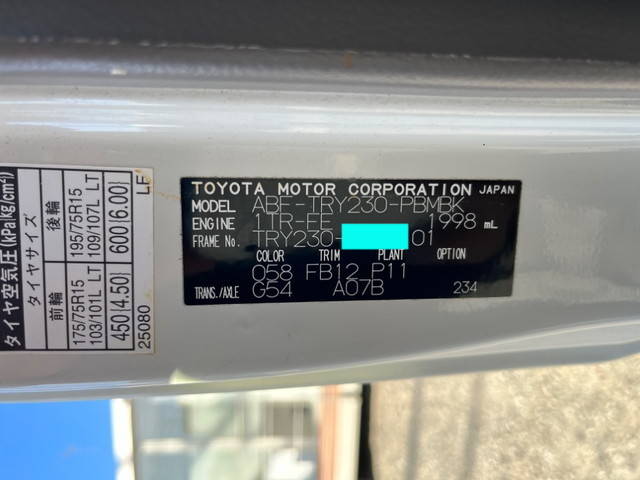 TOYOTA MOTOR CORPORATION JAPAN
MODEL ABF-TRY230-PBMBK
ENGINE 1TR-FE 1998 mL
FRAME No. TRY230- 01
COLOR TRIM PLANT OPTION
058 FB12 P11
TRANS./AXLE G54 A07B 234
タイヤ空気圧(kPa{kg/cm²})
タイヤサイズ
前輪 後輪
175/75R15 195/75R15
103/101L LT 109/107L LT
450(4.50) 600(6.00)
25080 LF